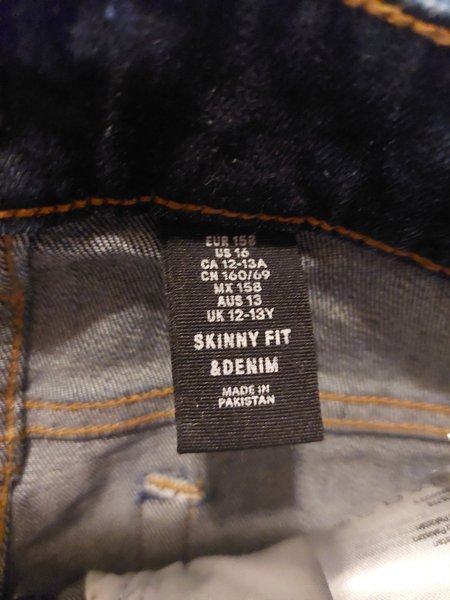 EUR 158
US 16
CA 12-13A
CN 160/69
MX 158
AUS 13
UK 12-13Y
SKINNY FIT
&DENIM
MADE IN
PAKISTAN